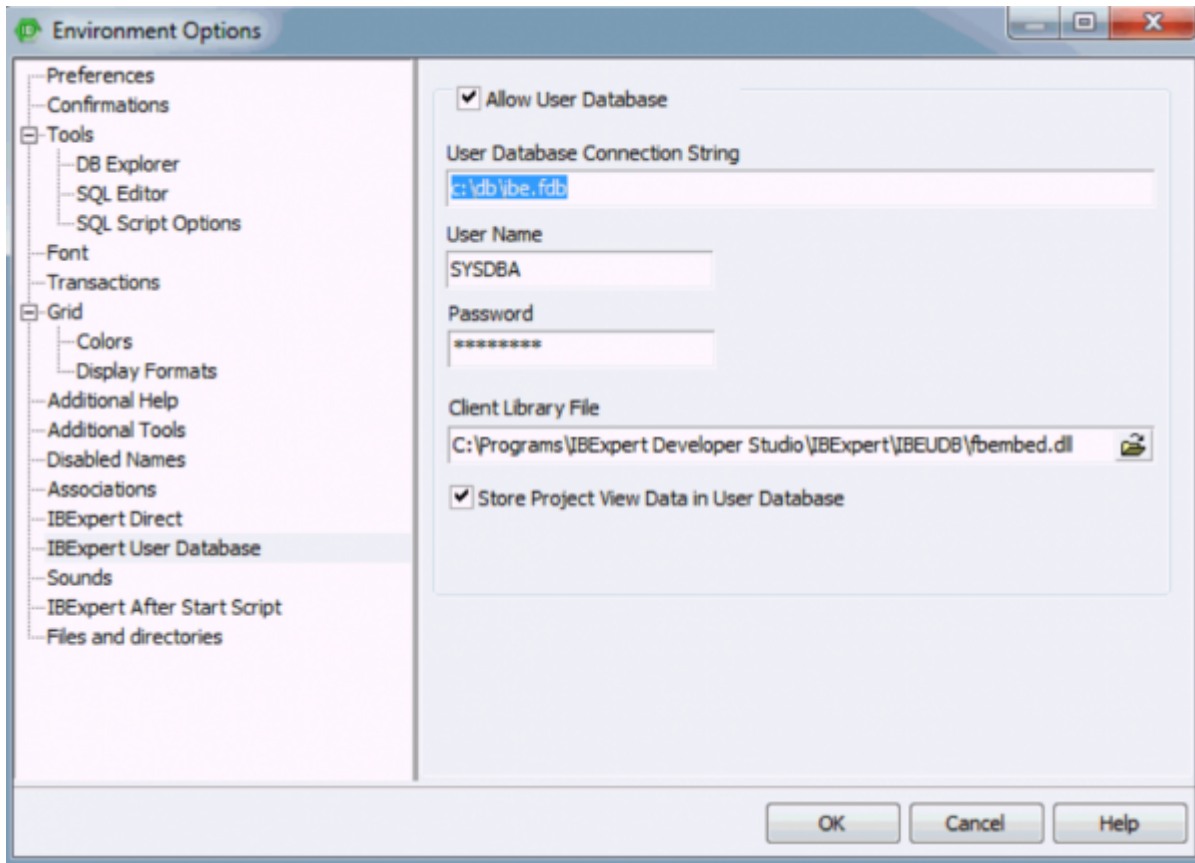 Environment Options
Preferences
Confirmations
Tools
DB Explorer
SQL Editor
SQL Script Options
Font
Transactions
Grid
Colors
Display Formats
Additional Help
Additional Tools
Disabled Names
Associations
IBExpert Direct
IBExpert User Database
Sounds
IBExpert After Start Script
Files and directories
Allow User Database
User Database Connection String
c:\db\ibe.fdb
User Name
SYSDBA
Password
********
Client Library File
C:\Programs\IBExpert Developer Studio\IBExpert\IBEUDB\fbembed.dll
Store Project View Data in User Database
OK
Cancel
Help